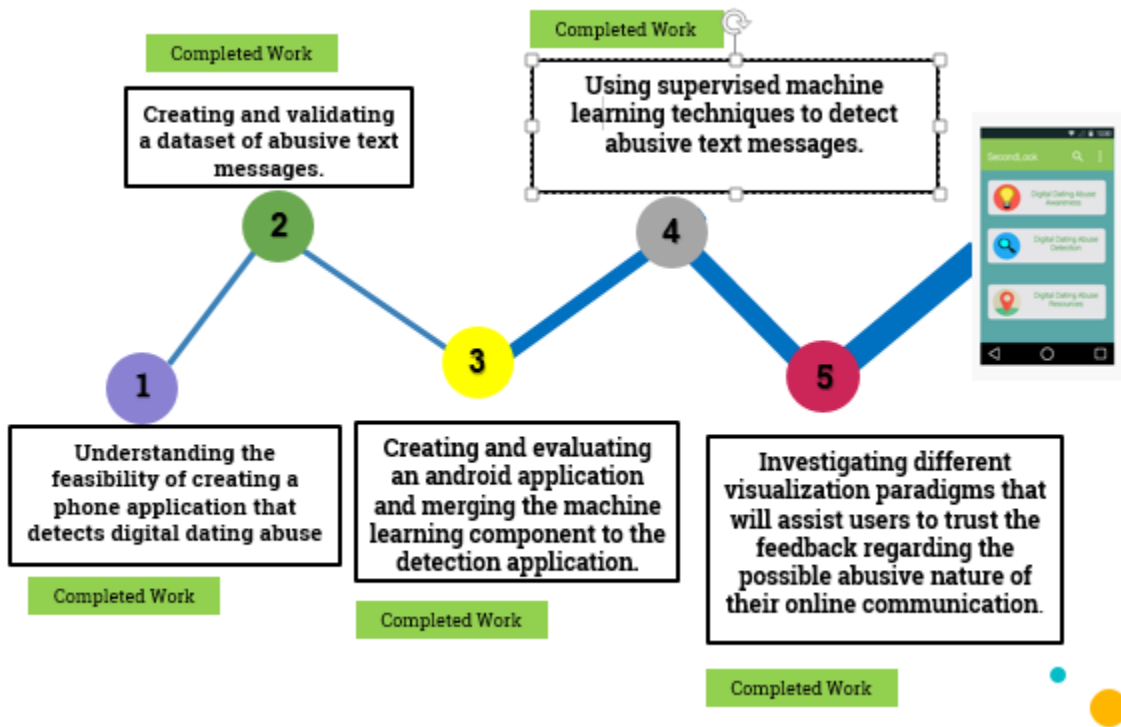 Completed Work
Creating and validating
a dataset of abusive text
messages.
2
1
Understanding the
feasibility of creating a
phone application that
detects digital dating abuse
Completed Work
3
Creating and evaluating
an android application
and merging the machine
learning component to the
detection application.
Completed Work
Completed Work
Using supervised machine
learning techniques to detect
abusive text messages.
4
5
Investigating different
visualization paradigms that
will assist users to trust the
feedback regarding the
possible abusive nature of
their online communication.
Completed Work
SecondLook
Digital Dating Abuse
Awareness
Digital Dating Abuse
Detection
Digital Dating Abuse
Resources